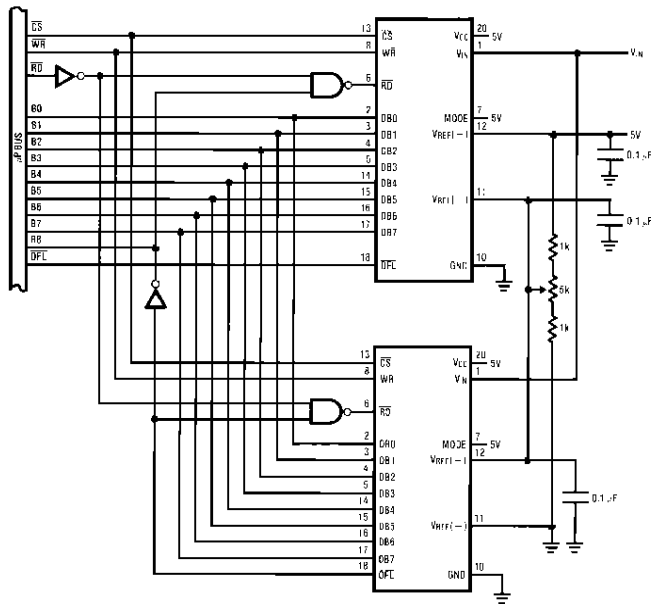 CS
WR
RD
B0
B1
B2
B3
B4
B5
B6
B7
B8
OFL
µP BUS
13 CS
8 WR
6 RD
2 DB0
3 DB1
4 DB2
5 DB3
14 DB4
15 DB5
16 DB6
17 DB7
18 OFL
VCC 20 5V
VIN 1
VIN
MODE 7 5V
VREF(-) 12
5V
0.1 µF
VREF(-) 11
0.1 µF
1k
5k
1k
GND 10
13 CS
8 WR
6 RD
2 DB0
3 DB1
4 DB2
5 DB3
14 DB4
15 DB5
16 DB6
17 DB7
18 OFL
VCC 20 5V
VIN 1
MODE 7 5V
VREF(-) 12
0.1 µF
VREF(-) 11
GND 10